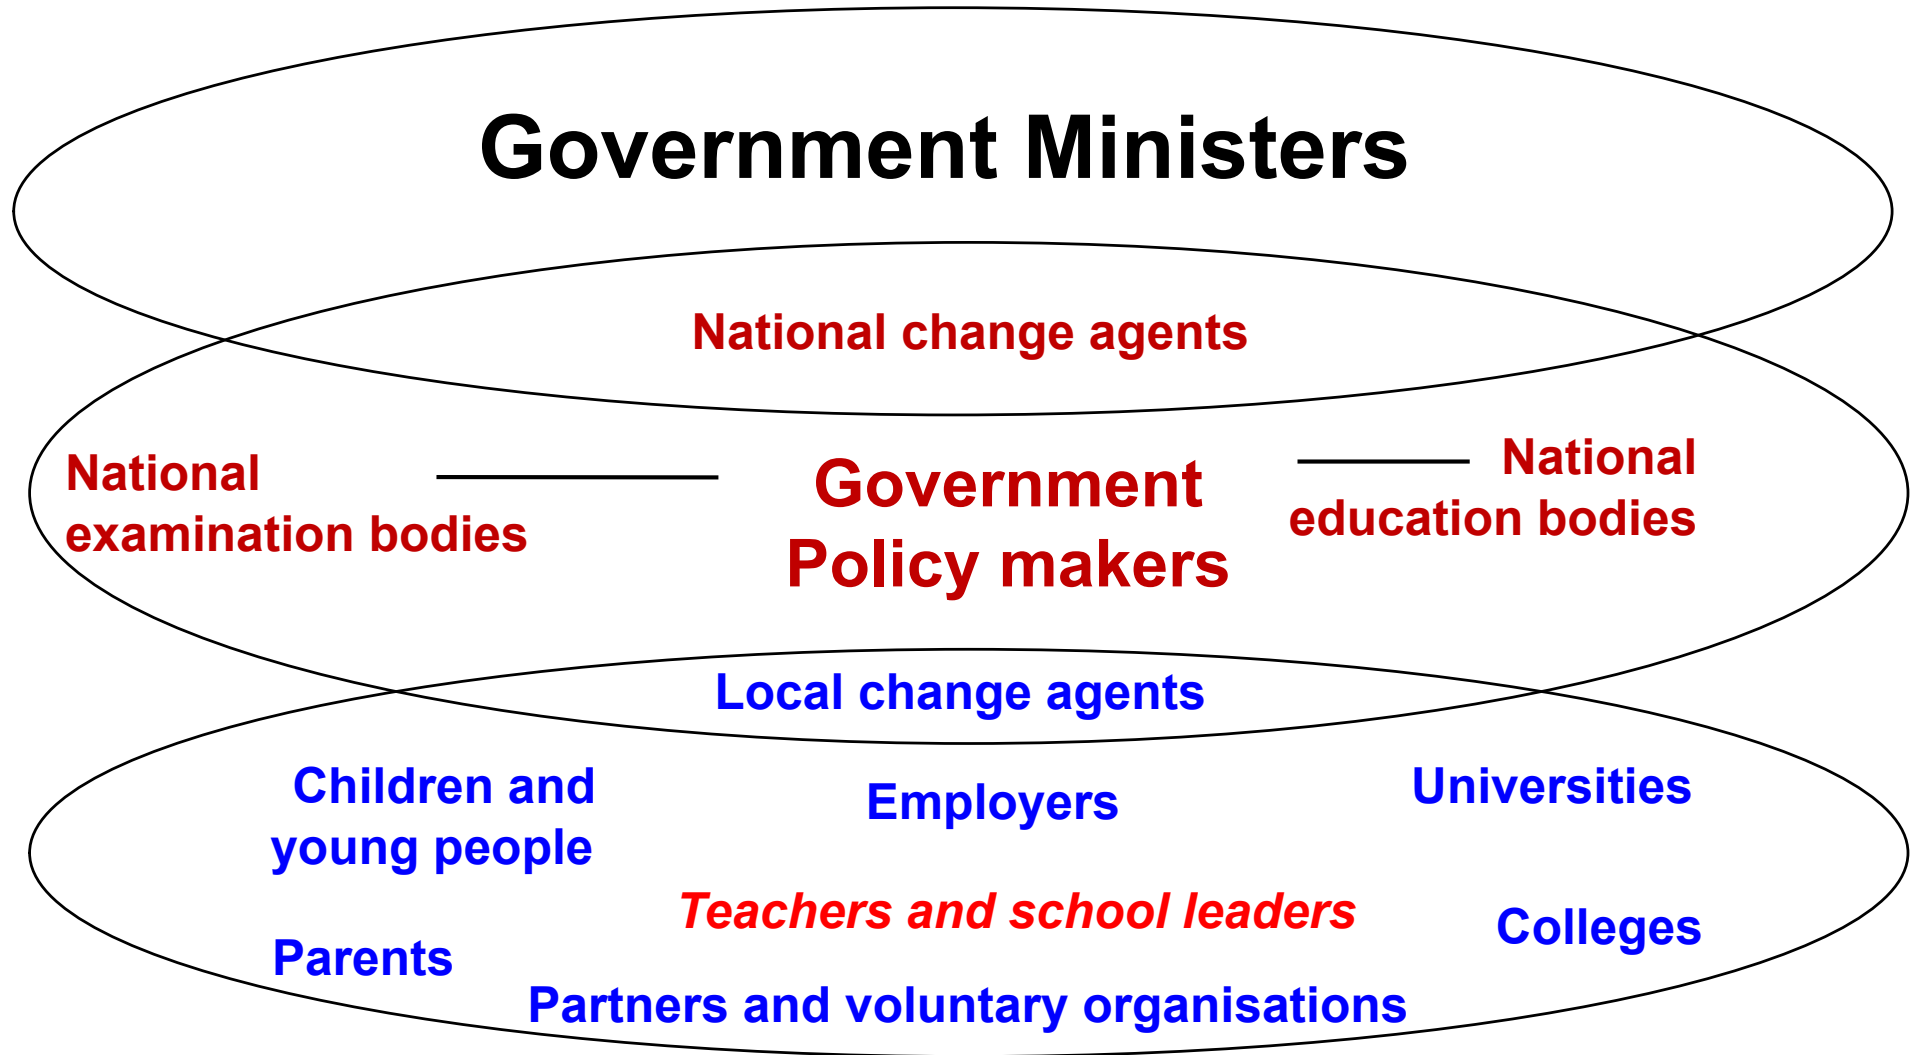 Government Ministers
National change agents
National
examination bodies
Government
Policy makers
National
education bodies
Local change agents
Children and
young people
Employers
Universities
Teachers and school leaders
Colleges
Parents
Partners and voluntary organisations